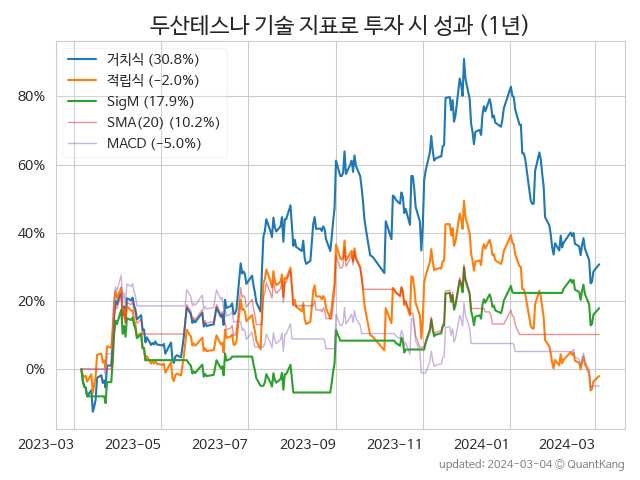 두산테스나 기술 지표로 투자 시 성과 (1년)
거치식 (30.8%)
적립식 (−2.0%)
SigM (17.9%)
SMA(20) (10.2%)
MACD (−5.0%)
80%
60%
40%
20%
0%
2023−03 2023−05 2023−07 2023−09 2023−11 2024−01 2024−03
updated: 2024−03−04 ⓒ QuantKang